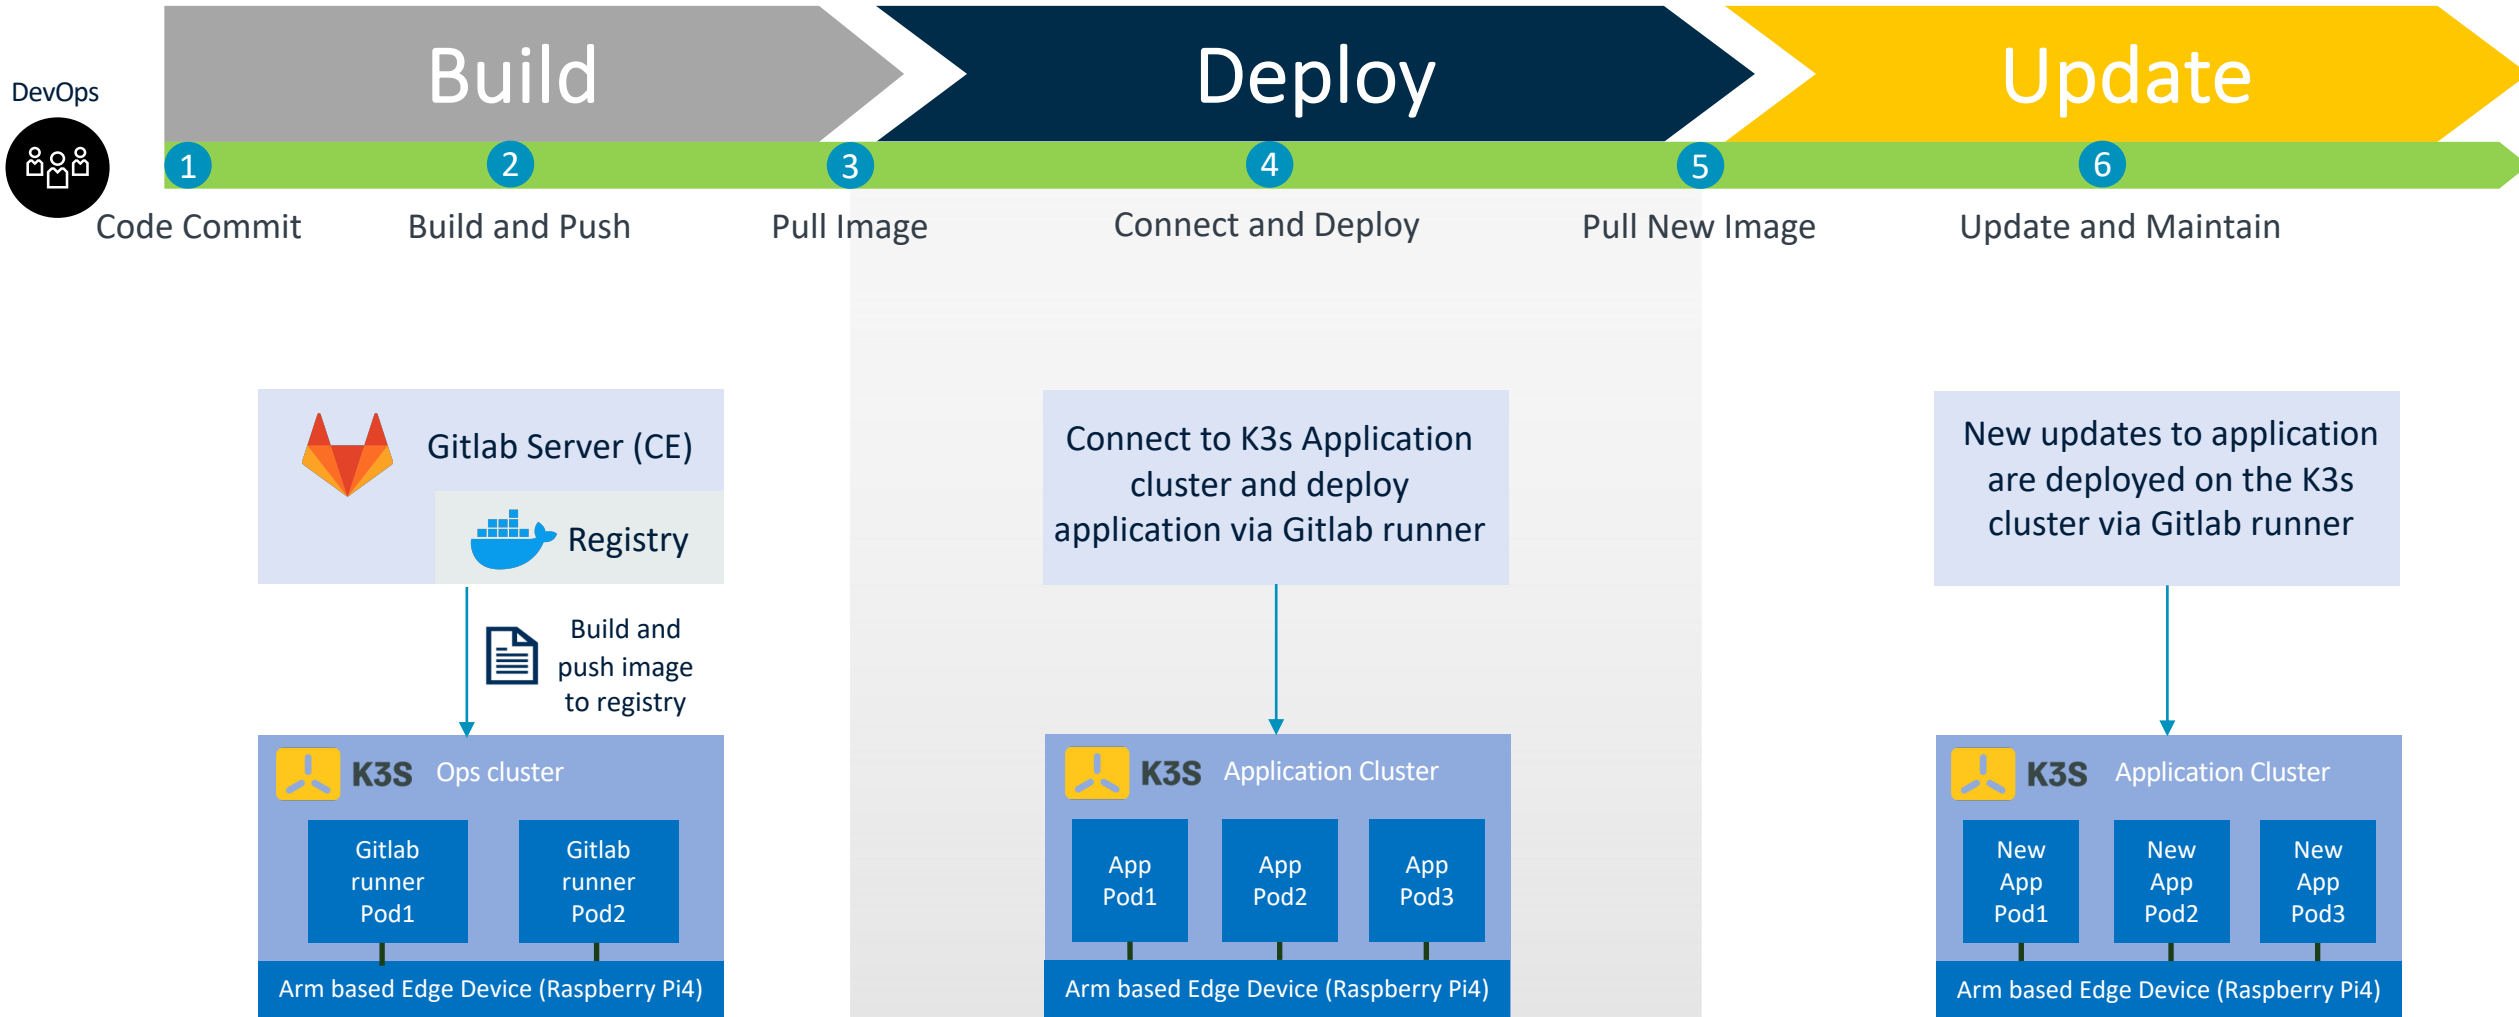 DevOps
Build
Deploy
Update
1
2
3
4
5
6
Code Commit
Build and Push
Pull Image
Connect and Deploy
Pull New Image
Update and Maintain
Gitlab Server (CE)
Registry
Build and
push image
to registry
K3S Ops cluster
Gitlab
runner
Pod1
Gitlab
runner
Pod2
Arm based Edge Device (Raspberry Pi4)
Connect to K3s Application
cluster and deploy
application via Gitlab runner
K3S Application Cluster
App
Pod1
App
Pod2
App
Pod3
Arm based Edge Device (Raspberry Pi4)
New updates to application
are deployed on the K3s
cluster via Gitlab runner
K3S Application Cluster
New
App
Pod1
New
App
Pod2
New
App
Pod3
Arm based Edge Device (Raspberry Pi4)